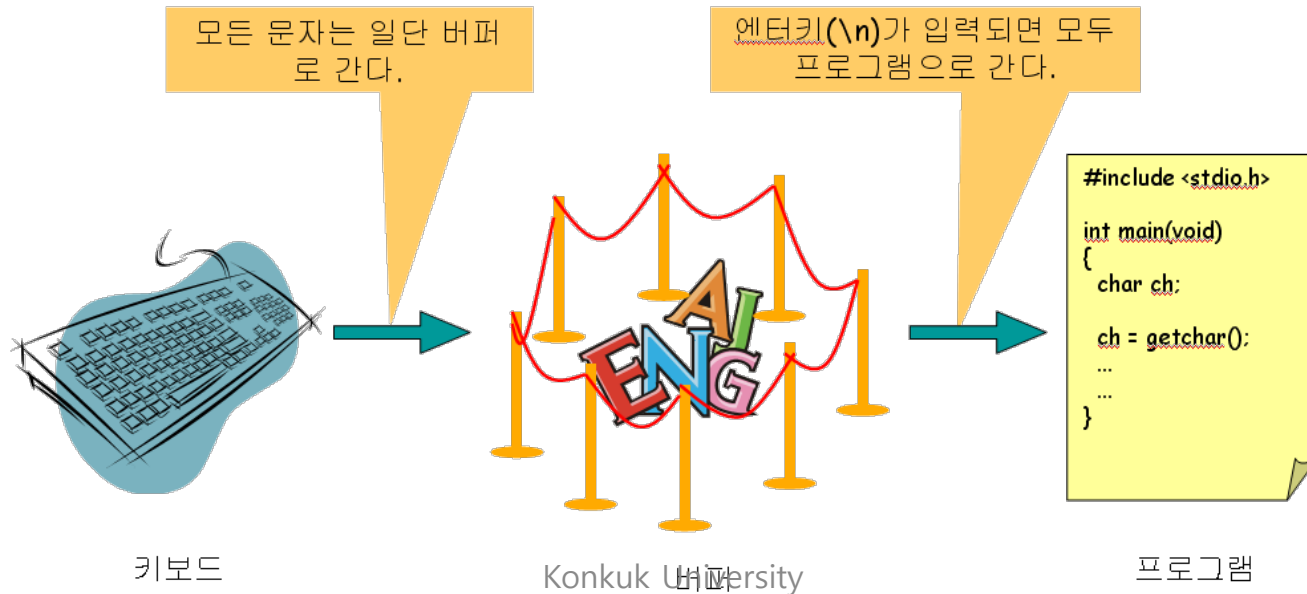 모든 문자는 일단 버퍼
로 간다.
엔터키(\n)가 입력되면 모두
프로그램으로 간다.
#include <stdio.h>
int main(void)
{
char ch;
ch = getchar();
...
...
}
E N G A I
키보드
버퍼
Konkuk University
프로그램